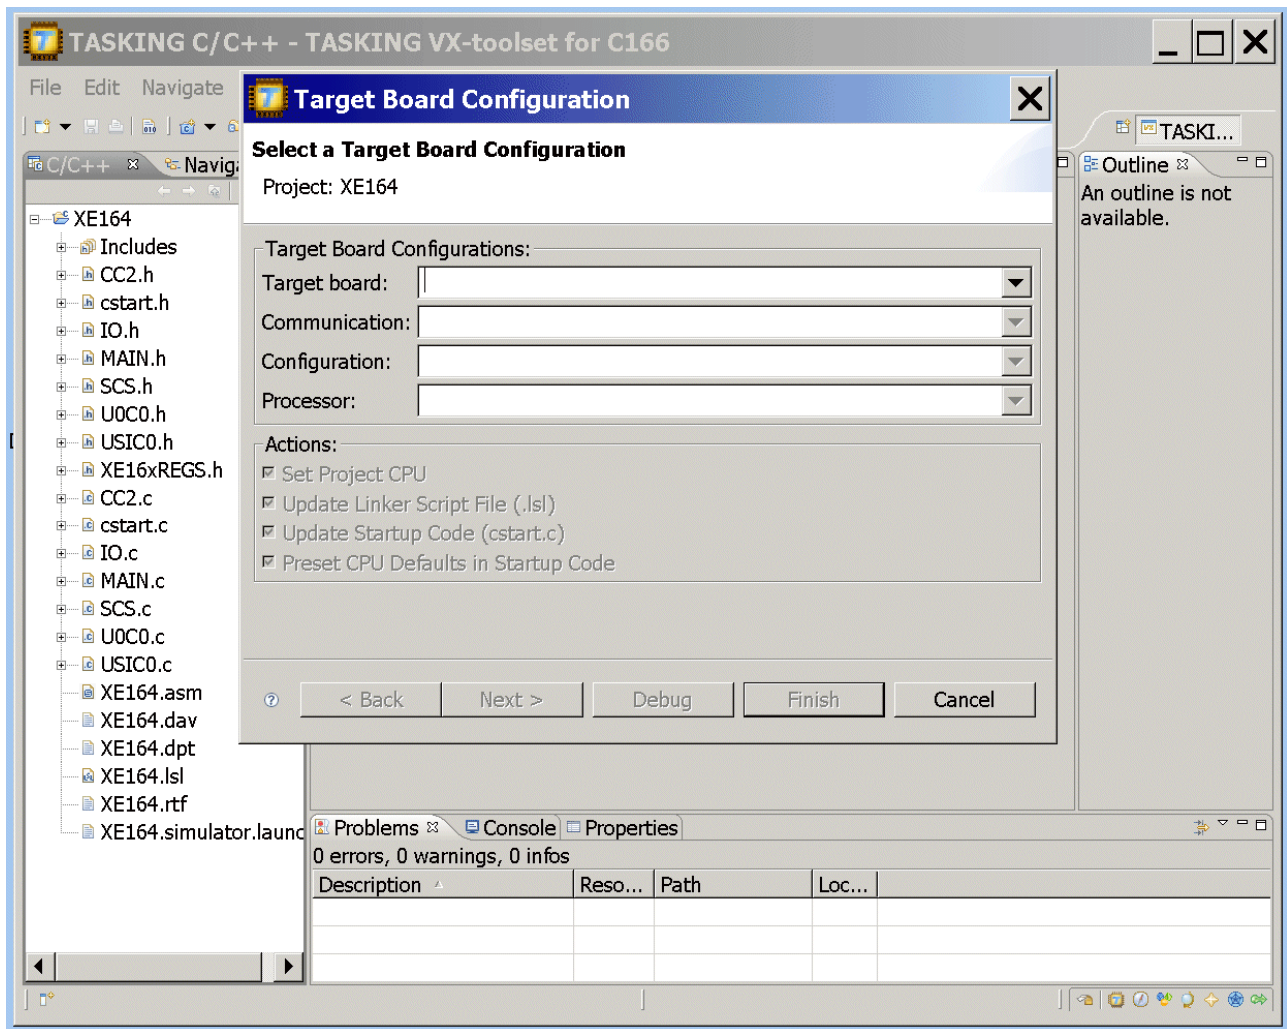 TASKING C/C++ - TASKING VX-toolset for C166
File Edit Navigate
Target Board Configuration
Select a Target Board Configuration
Project: XE164
TASKI...
C/C++
Outline
An outline is not
available.
XE164
Includes
CC2.h
cstart.h
IO.h
MAIN.h
SCS.h
U0C0.h
USIC0.h
XE16xREGS.h
CC2.c
cstart.c
IO.c
MAIN.c
SCS.c
U0C0.c
USIC0.c
XE164.asm
XE164.dav
XE164.dpt
XE164.lsl
XE164.rtf
XE164.simulator.launc
Target Board Configurations:
Target board:
Communication:
Configuration:
Processor:
Actions:
Set Project CPU
Update Linker Script File (.lsl)
Update Startup Code (cstart.c)
Preset CPU Defaults in Startup Code
< Back Next > Debug Finish Cancel
Problems Console Properties
0 errors, 0 warnings, 0 infos
Description Reso... Path Loc...